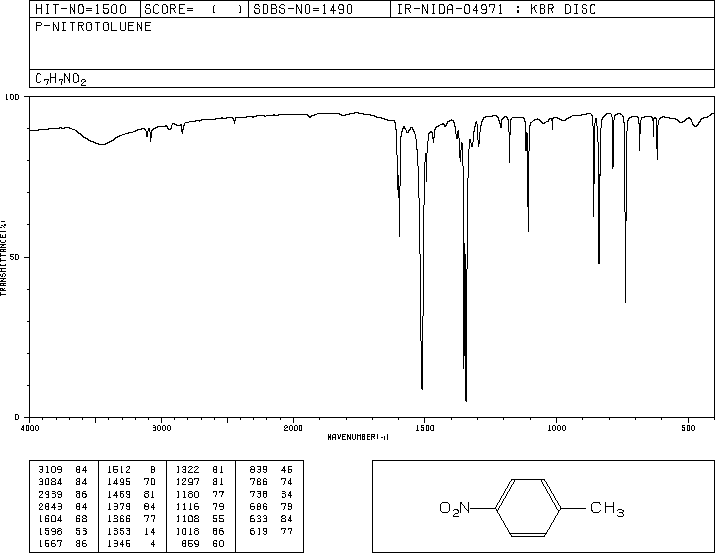 HIT-NO=1500 SCORE= ( ) SDBS-NO=1490 IR-NIDA-04971 : KBR DISC
P-NITROTOLUENE
C₇H₇NO₂
100
50
0
TRANSMITTANCE(%)
4000 3000 2000 1500 1000 500
WAVENUMBER(-1)
3109 84 1512 8 1322 81 839 46
3084 84 1495 70 1297 81 786 74
2939 86 1469 81 1180 77 738 34
2843 84 1379 84 1116 79 686 79
1604 68 1366 77 1108 55 633 84
1598 53 1353 14 1018 86 619 77
1567 86 1346 4 859 60
O₂N CH₃